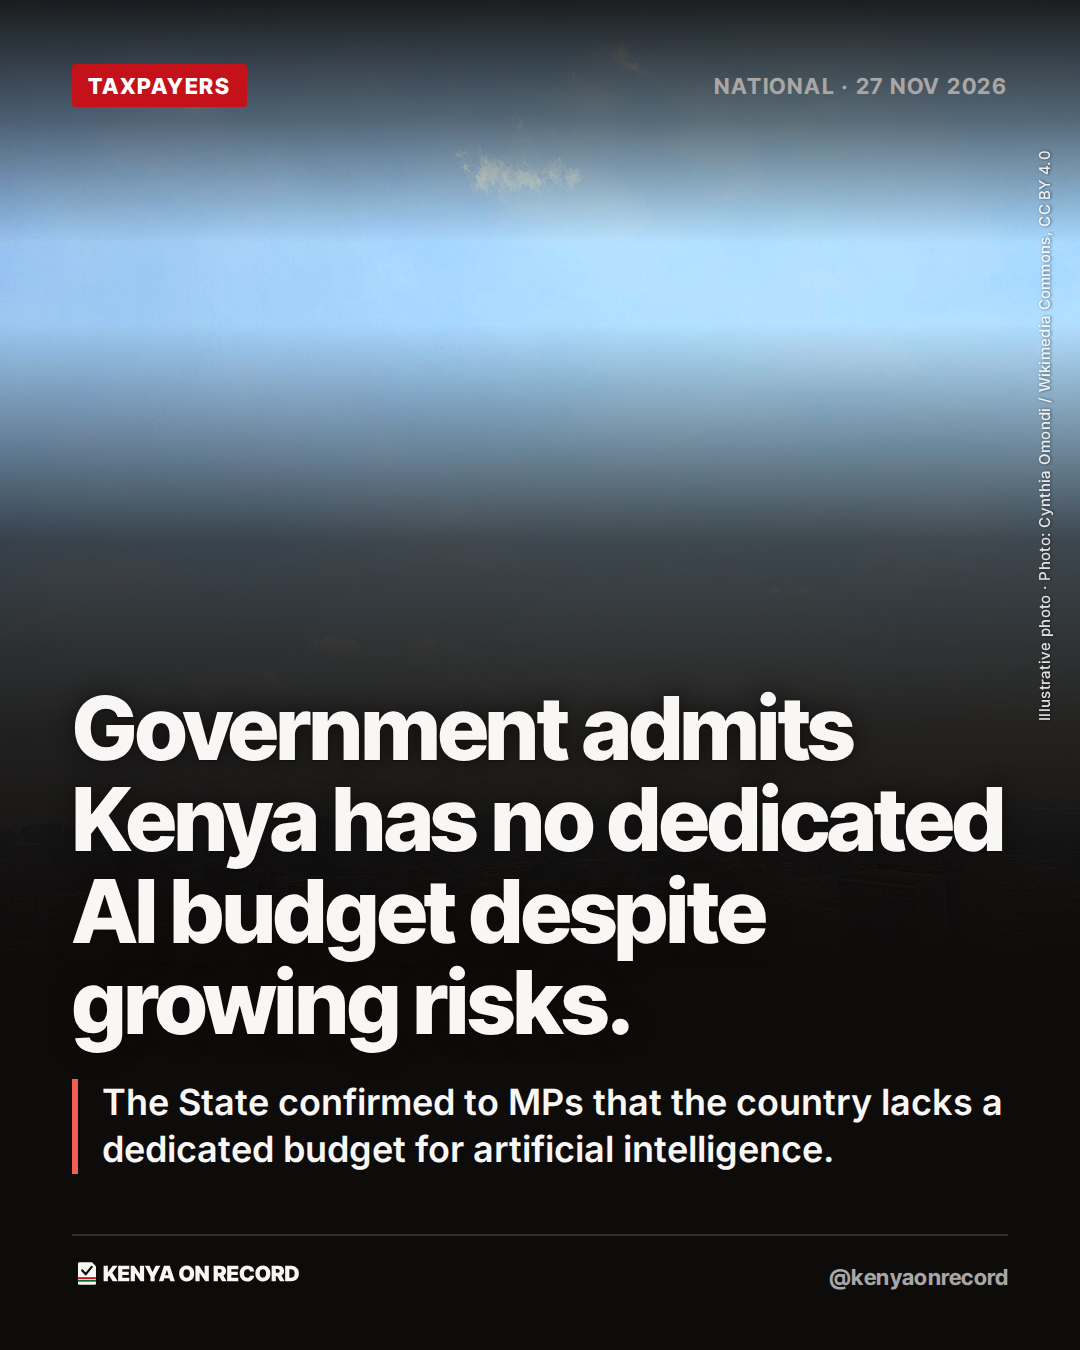 TAXPAYERS
NATIONAL · 27 NOV 2026
Illustrative photo · Photo: Cynthia Omondi / Wikimedia Commons, CC BY 4.0
Government admits
Kenya has no dedicated
AI budget despite
growing risks.
The State confirmed to MPs that the country lacks a
dedicated budget for artificial intelligence.
KENYA ON RECORD
@kenyaonrecord